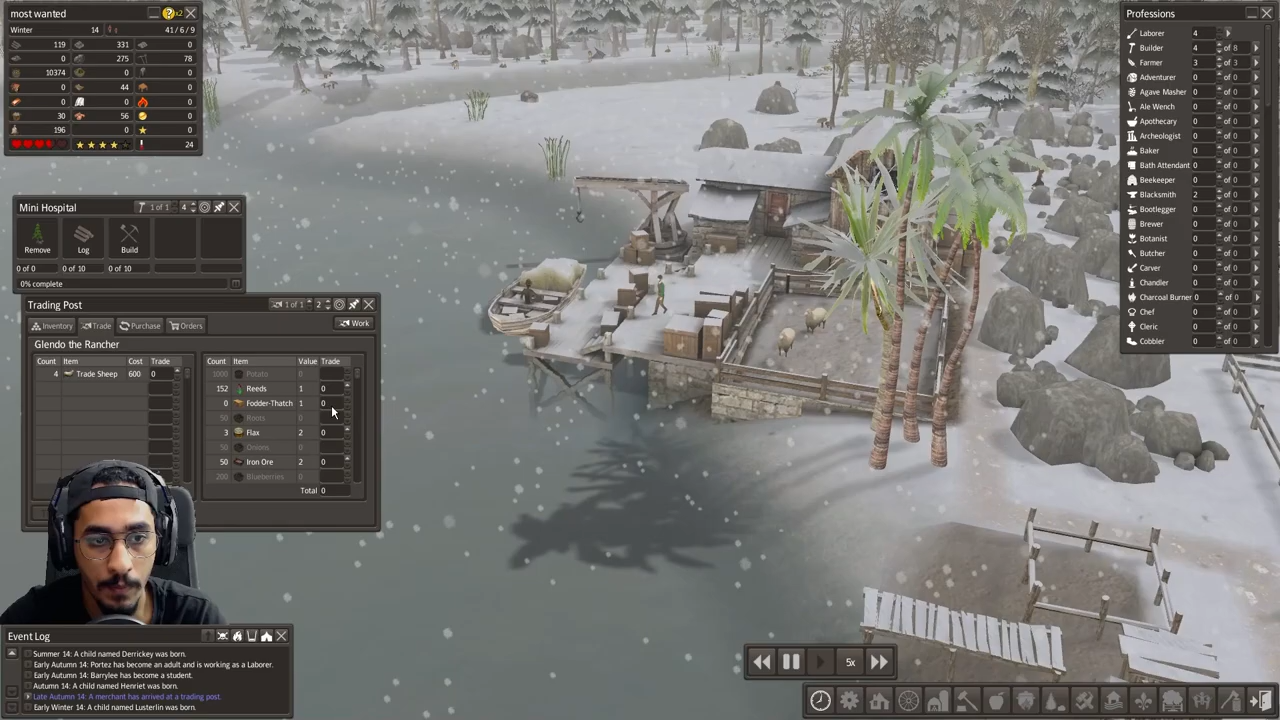 most wanted
Winter 14 41 / 6 / 9
119 331 0
0 275 78
10374 0 0
0 44 0
0 0 0
30 56 0
196 0 0
24
Mini Hospital 1 of 1 4
Remove Log Build
0 of 0 0 of 10 0 of 10
0% complete
Trading Post 1 of 1 2
Inventory Trade Purchase Orders Work
Glendo the Rancher
Count Item Cost Trade
4 Trade Sheep 600 0
Count Item Value Trade
1000 Potato 0
152 Reeds 1 0
0 Fodder-Thatch 1 0
50 Roots 0
3 Flax 2 0
50 Onions 0
50 Iron Ore 2 0
200 Blueberries 0
Total 0
Event Log
Summer 14: A child named Derrickey was born.
Early Autumn 14: Portez has become an adult and is working as a Laborer.
Early Autumn 14: Barrylee has become a student.
Autumn 14: A child named Henriet was born.
Late Autumn 14: A merchant has arrived at a trading post.
Early Winter 14: A child named Lusterlin was born.
Professions
Laborer 4
Builder 4 of 8
Farmer 3 of 3
Adventurer 0 of 0
Agave Masher 0 of 0
Ale Wench 0 of 0
Apothecary 0 of 0
Archeologist 0 of 0
Baker 0 of 0
Bath Attendant 0 of 0
Beekeeper 0 of 0
Blacksmith 2 of 0
Bootlegger 0 of 0
Brewer 0 of 0
Botanist 0 of 0
Butcher 0 of 0
Carver 0 of 0
Chandler 0 of 0
Charcoal Burner 0 of 0
Chef 0 of 0
Cleric 0 of 0
Cobbler 0 of 0
5x